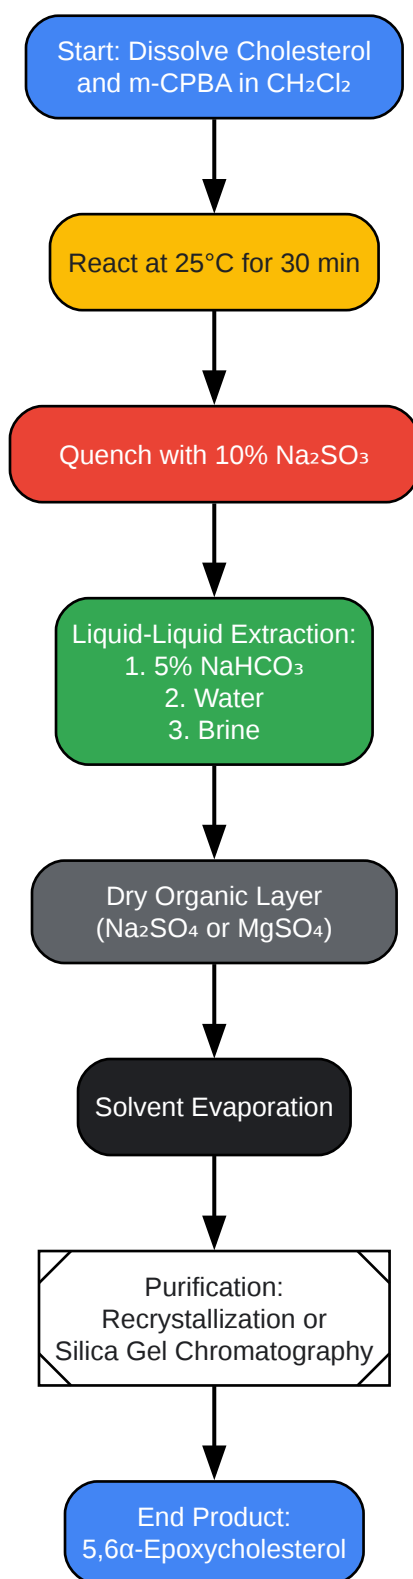 Start: Dissolve Cholesterol
and m-CPBA in CH₂Cl₂
React at 25°C for 30 min
Quench with 10% Na₂SO₃
Liquid-Liquid Extraction:
1. 5% NaHCO₃
2. Water
3. Brine
Dry Organic Layer
(Na₂SO₄ or MgSO₄)
Solvent Evaporation
Purification:
Recrystallization or
Silica Gel Chromatography
End Product:
5,6α-Epoxycholesterol